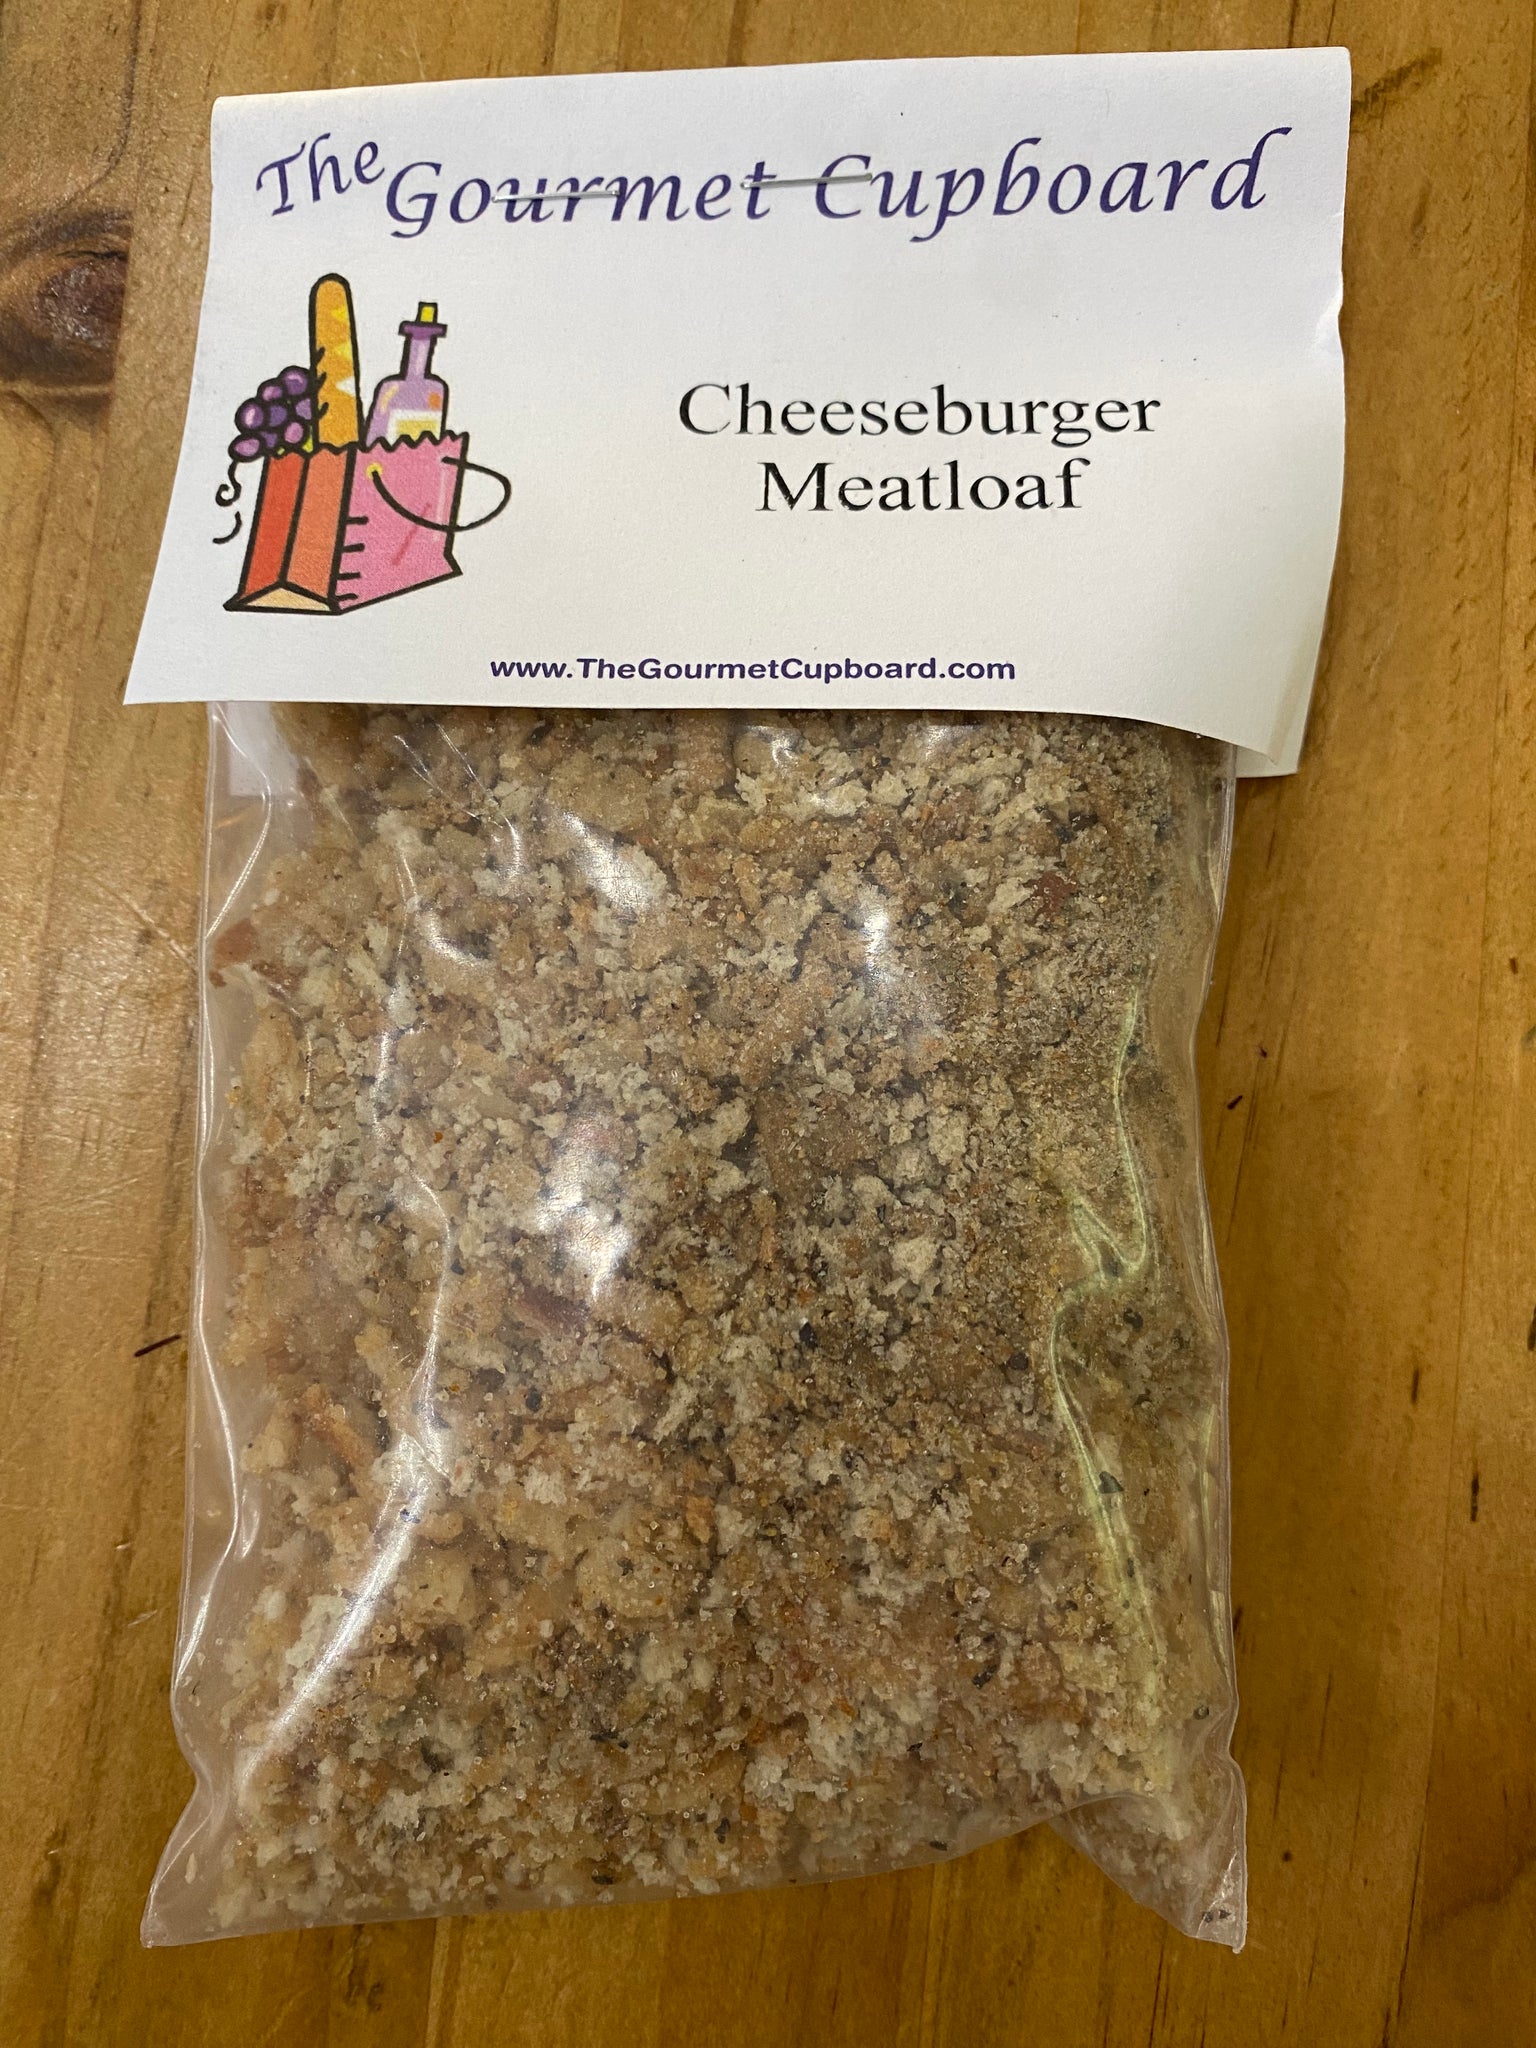 The Gourmet Cupboard
Cheeseburger
Meatloaf
www.TheGourmetCupboard.com